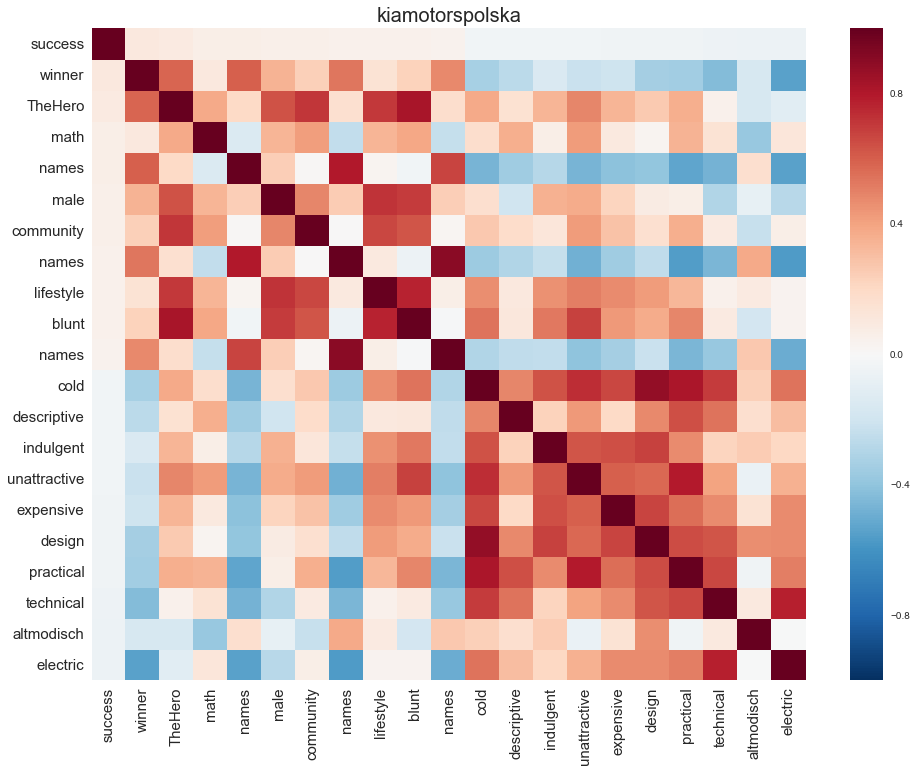 kiamotorspolska
success
winner
TheHero
math
names
male
community
names
lifestyle
blunt
names
cold
descriptive
indulgent
unattractive
expensive
design
practical
technical
altmodisch
electric
success
winner
TheHero
math
names
male
community
names
lifestyle
blunt
names
cold
descriptive
indulgent
unattractive
expensive
design
practical
technical
altmodisch
electric
0.8
0.4
0.0
−0.4
−0.8